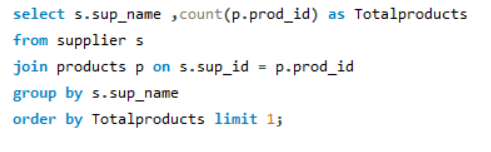 select s.sup_name ,count(p.prod_id) as Totalproducts
from supplier s
join products p on s.sup_id = p.prod_id
group by s.sup_name
order by Totalproducts limit 1;